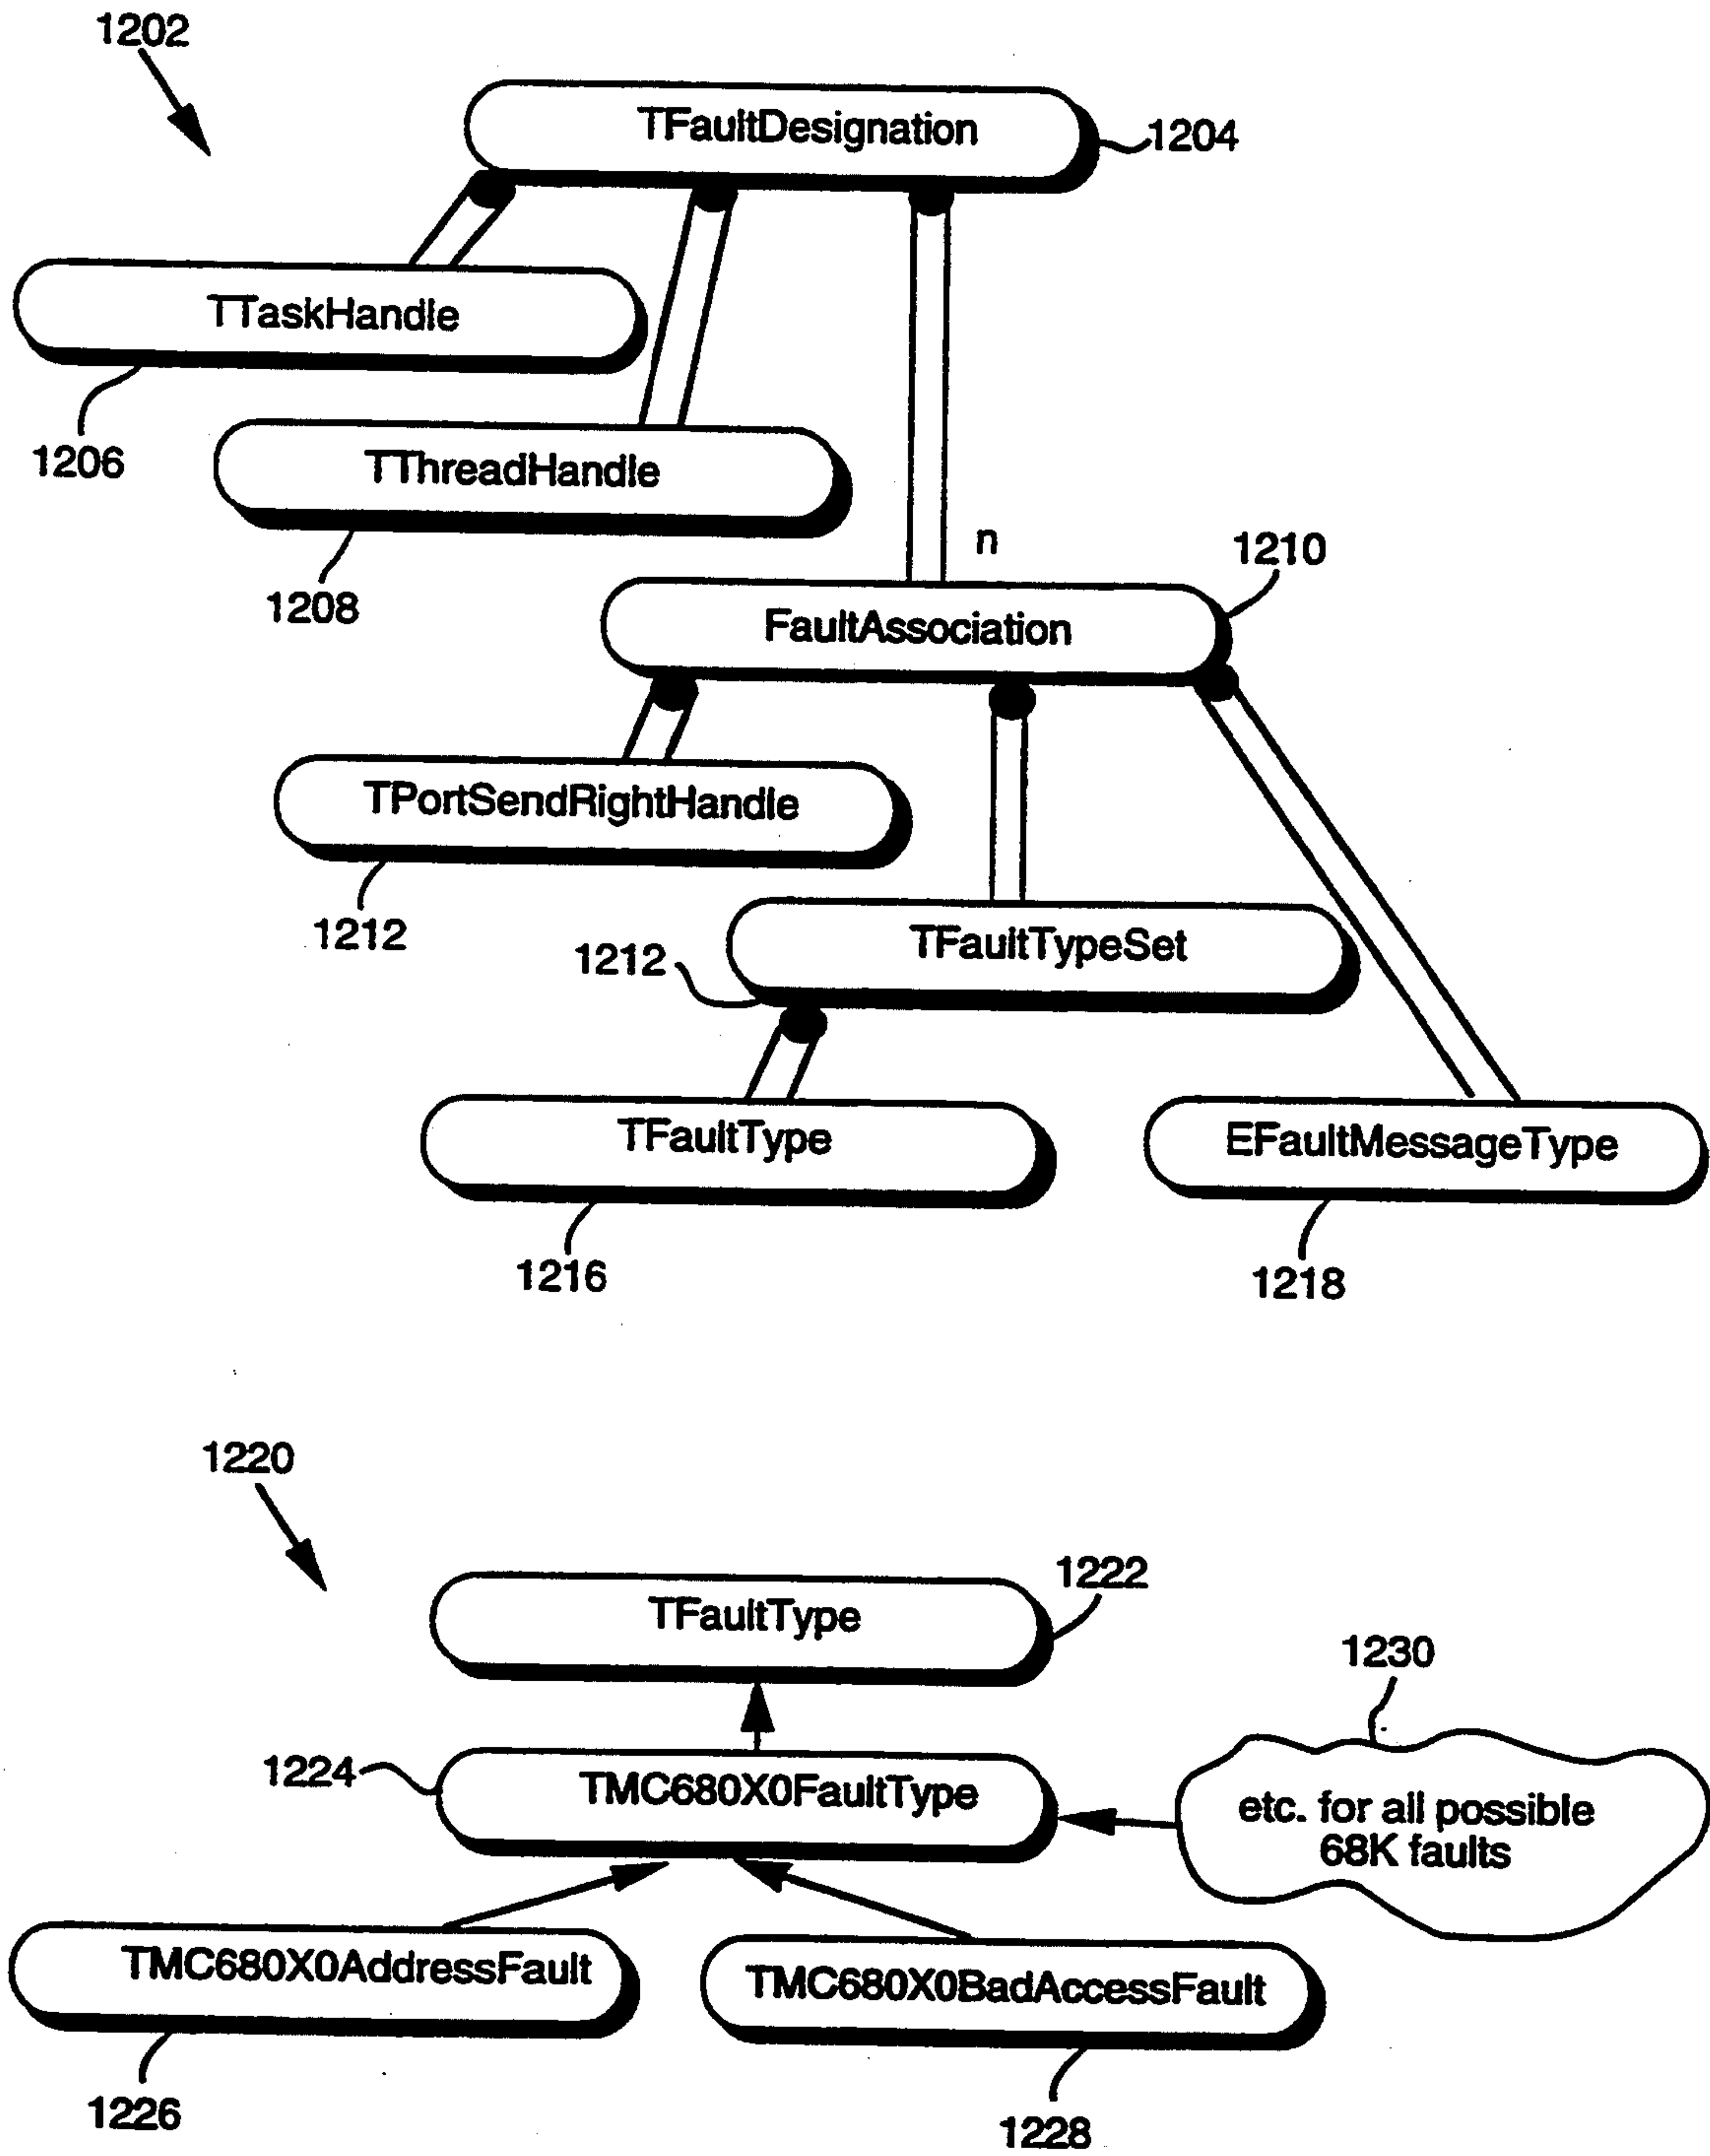 1202
TFaultDesignation
1204
TTaskHandle
1206
TThreadHandle
1208
n
1210
FaultAssociation
TPortSendRightHandle
1212
TFaultTypeSet
1212
TFaultType
EFaultMessageType
1216
1218
1220
1222
TFaultType
1230
1224
TMC680X0FaultType
etc. for all possible
68K faults
TMC680X0AddressFault
TMC680X0BadAccessFault
1226
1228